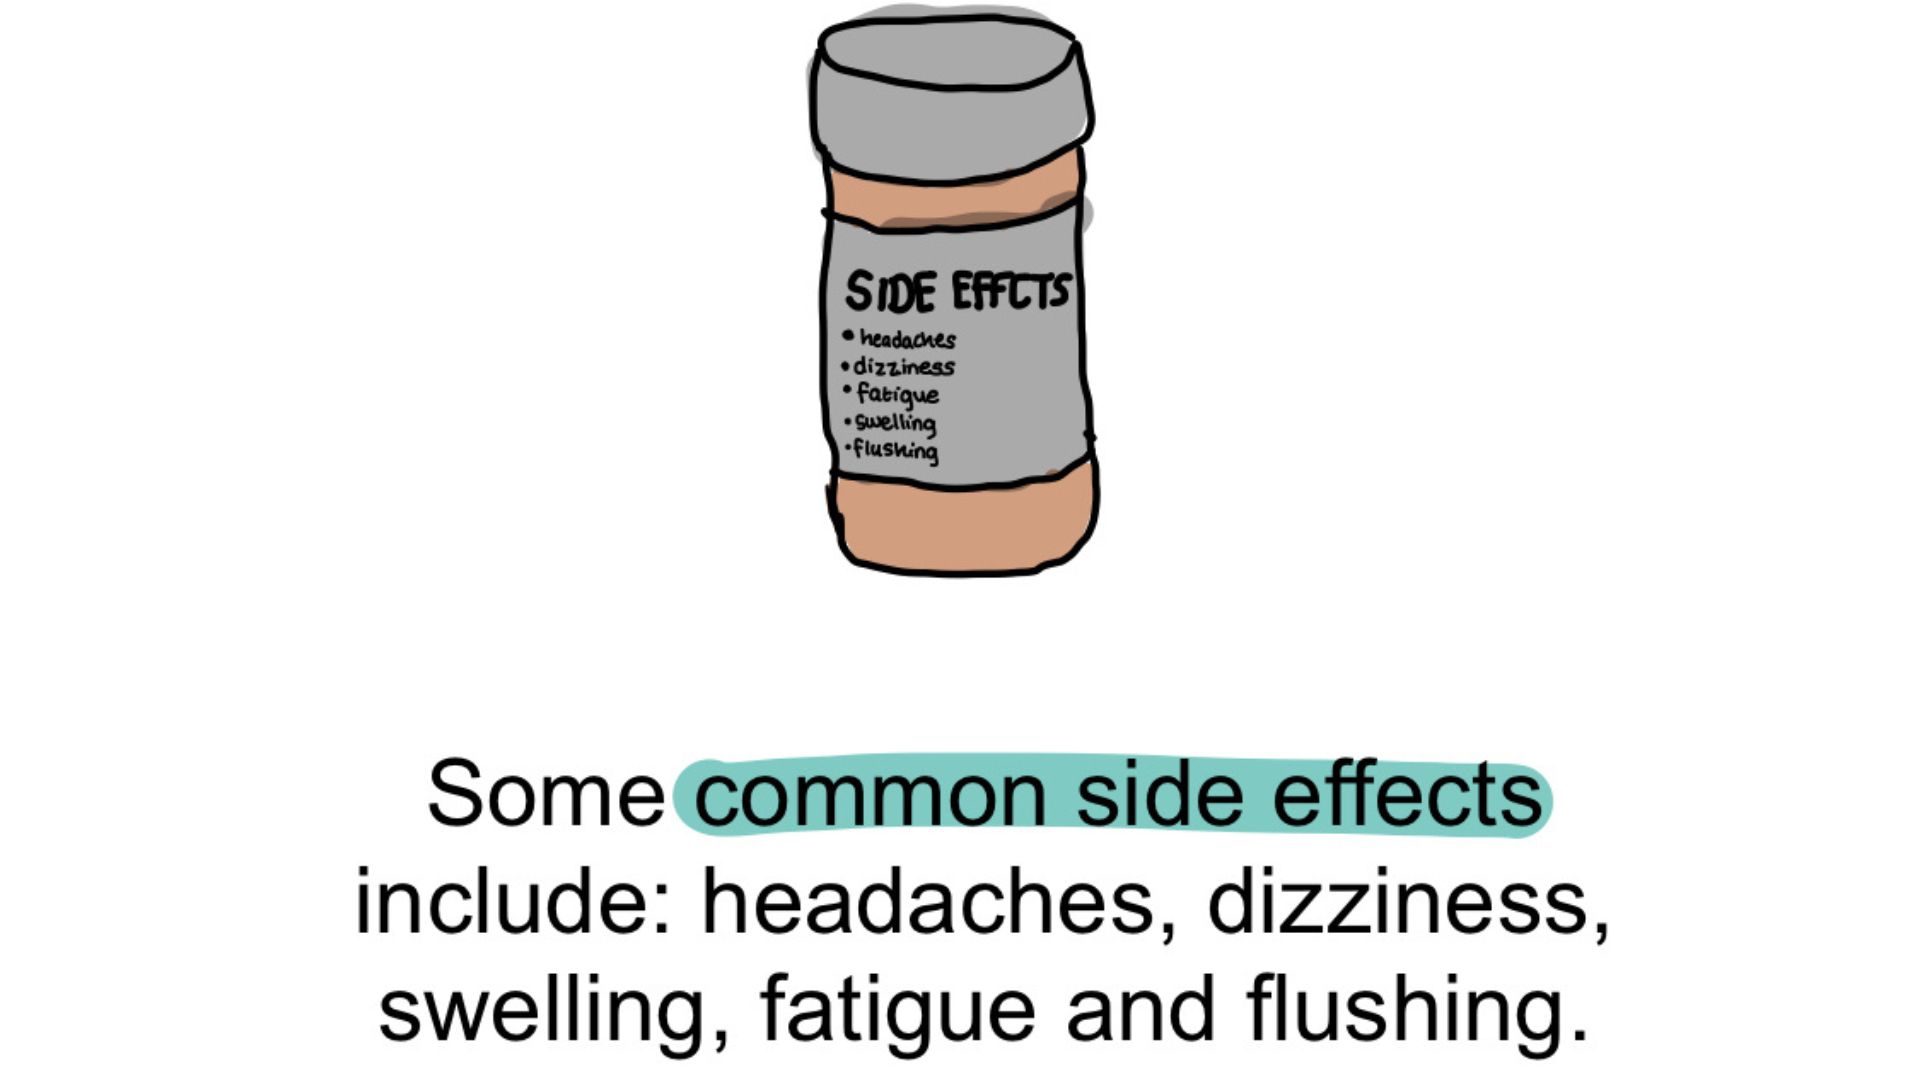 SIDE EFFCTS
• headaches
• dizziness
• fatigue
• swelling
• flushing
Some common side effects
include: headaches, dizziness,
swelling, fatigue and flushing.